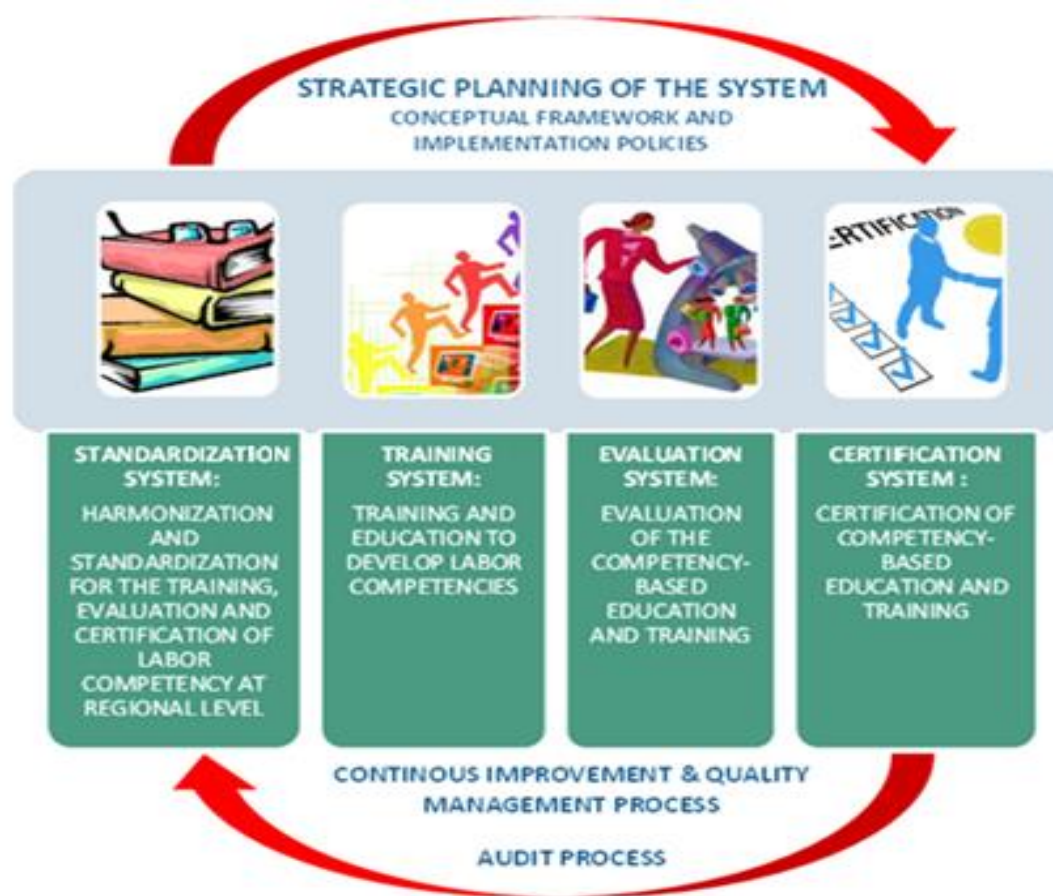 STRATEGIC PLANNING OF THE SYSTEM
CONCEPTUAL FRAMEWORK AND
IMPLEMENTATION POLICIES
ERTIFICATION
STANDARDIZATION
SYSTEM:
HARMONIZATION
AND
STANDARDIZATION
FOR THE TRAINING,
EVALUATION AND
CERTIFICATION OF
LABOR
COMPETENCY AT
REGIONAL LEVEL
TRAINING
SYSTEM:
TRAINING AND
EDUCATION TO
DEVELOP LABOR
COMPETENCIES
EVALUATION
SYSTEM:
EVALUATION
OF THE
COMPETENCY-
BASED
EDUCATION
AND TRAINING
CERTIFICATION
SYSTEM :
CERTIFICATION OF
COMPETENCY-
BASED
EDUCATION AND
TRAINING
CONTINOUS IMPROVEMENT & QUALITY
MANAGEMENT PROCESS
AUDIT PROCESS